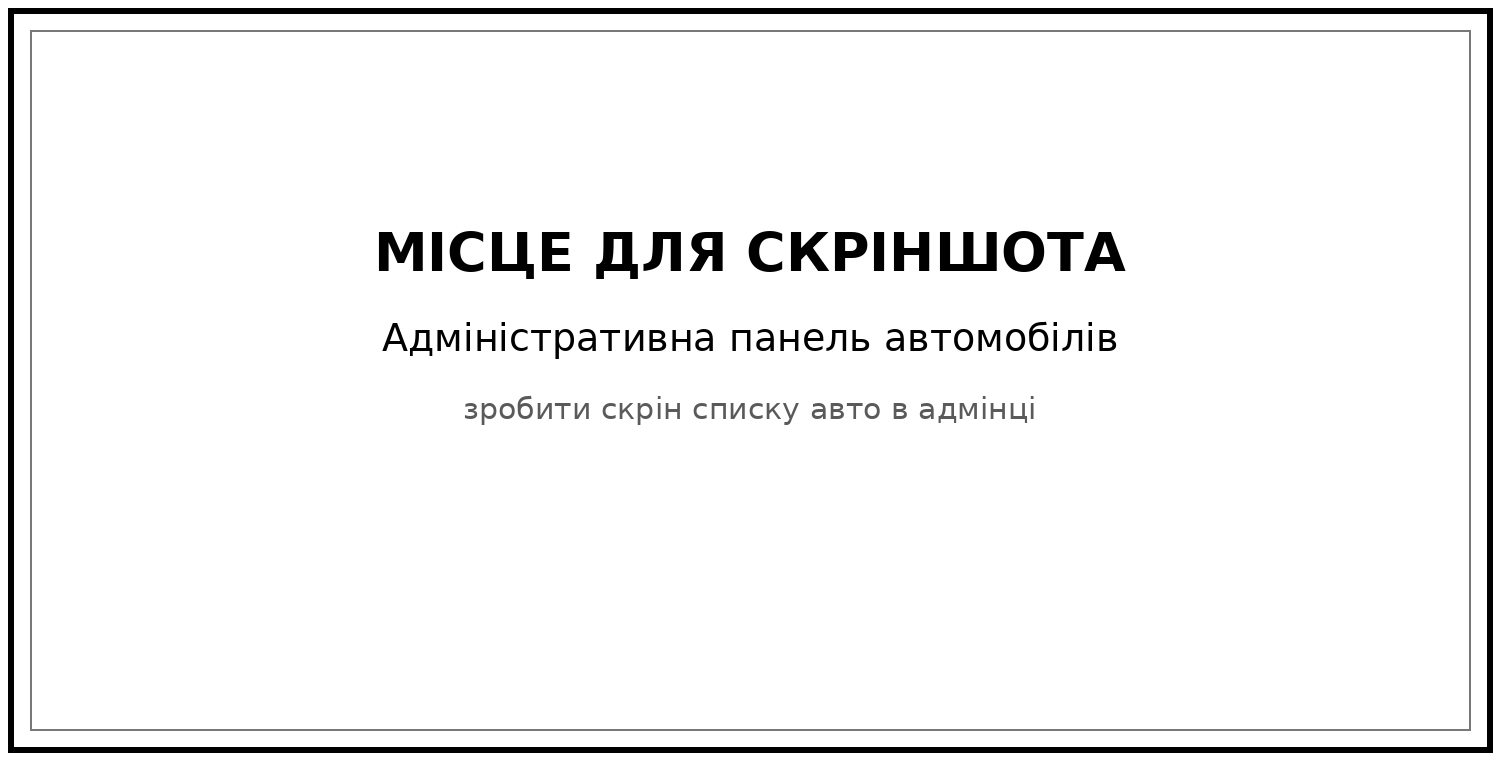 МІСЦЕ ДЛЯ СКРІНШОТА
Адміністративна панель автомобілів
зробити скрін списку авто в адмінці